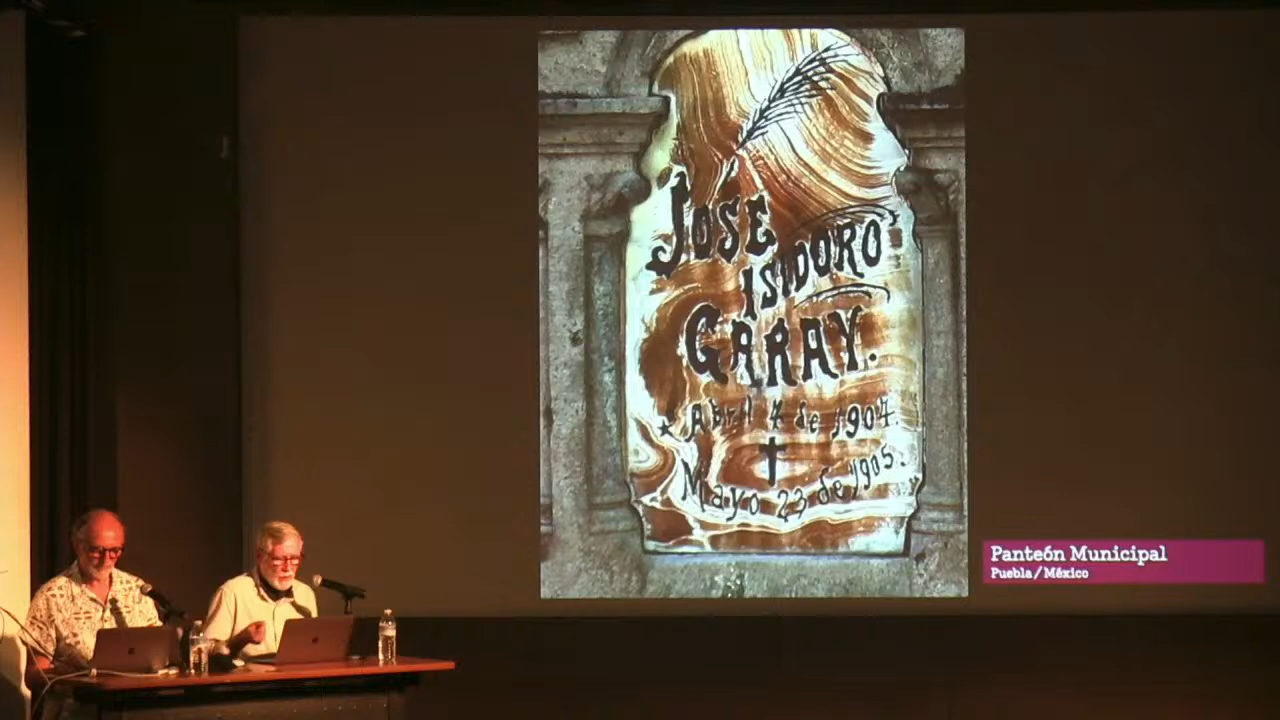 JOSE
ISIDORO
GARAY.
Abril 4 de 1904.
Mayo 23 de 1905.
Panteón Municipal
Puebla/México